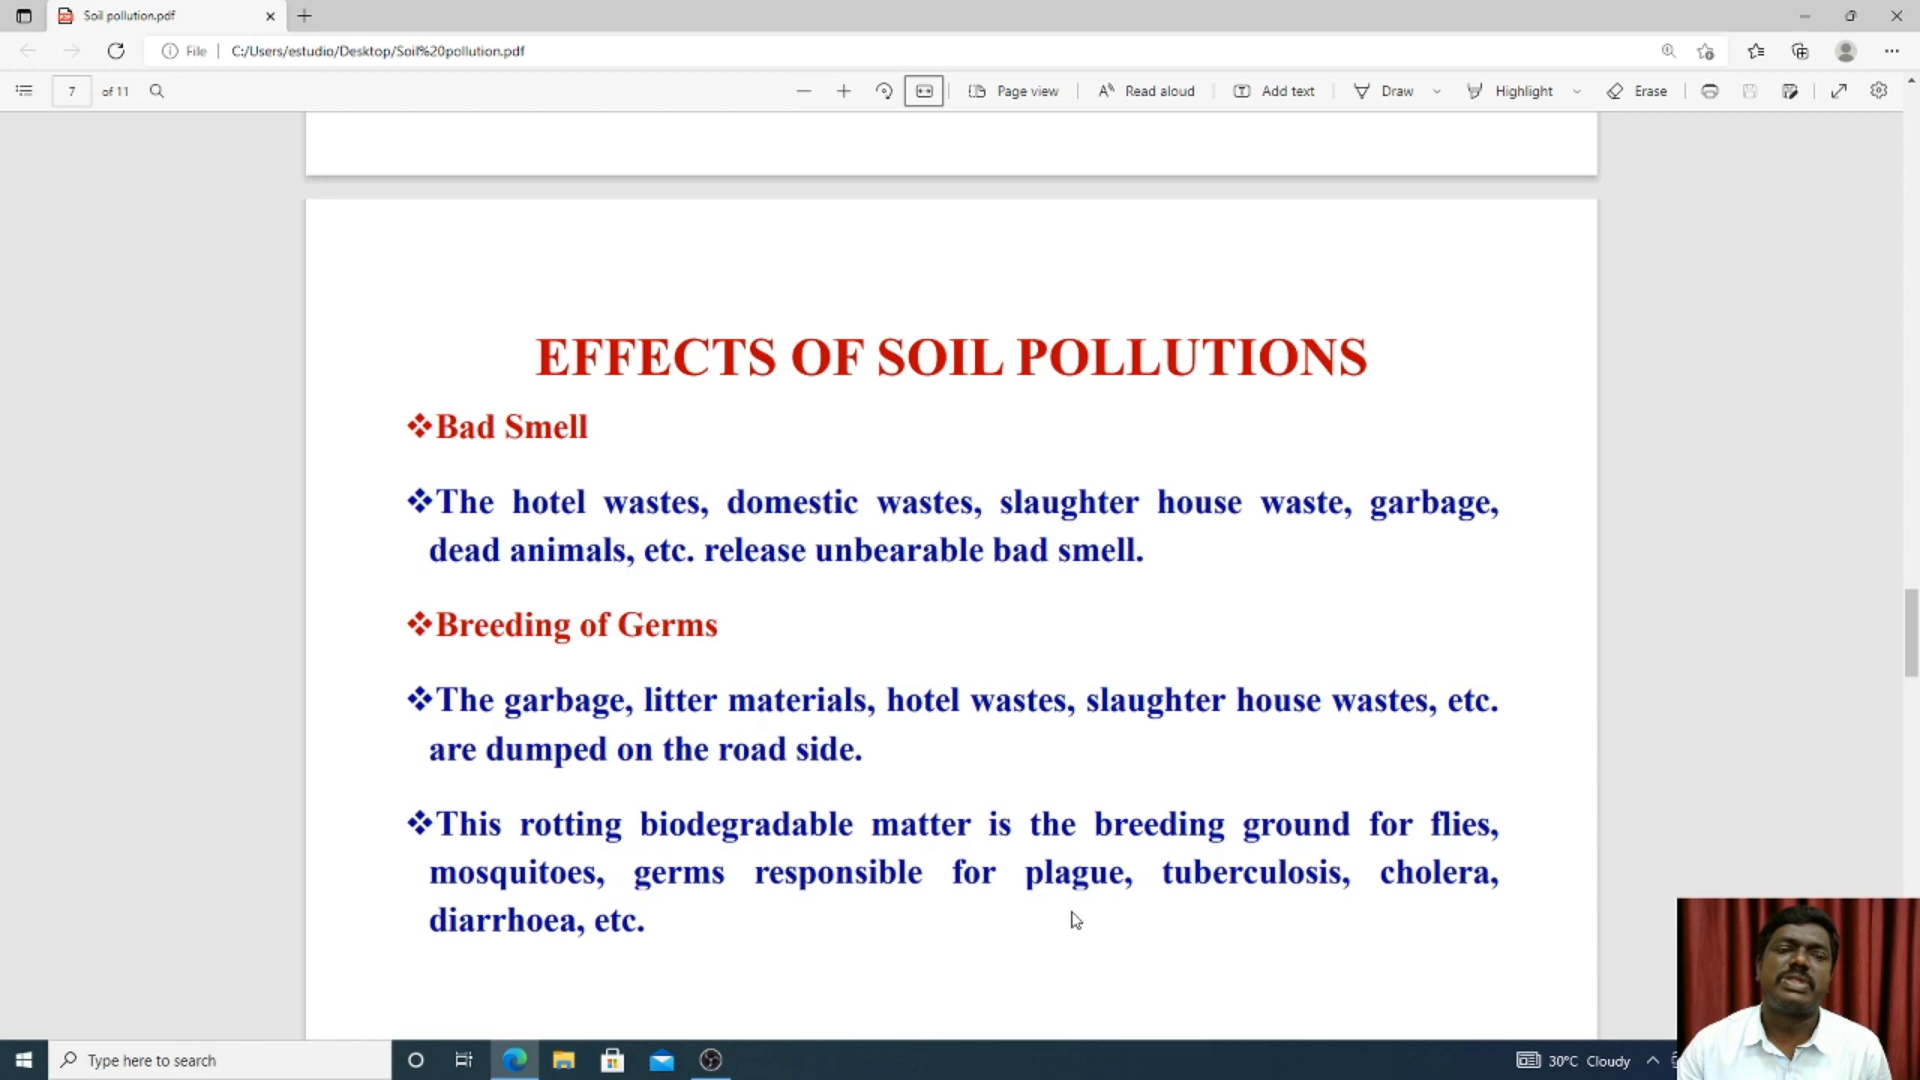 Soil pollution.pdf
File
C:/Users/estudio/Desktop/Soil%20pollution.pdf
7 of 11
Page view
Read aloud
Add text
Draw
Highlight
Erase
EFFECTS OF SOIL POLLUTIONS
❖Bad Smell
❖The hotel wastes, domestic wastes, slaughter house waste, garbage,
dead animals, etc. release unbearable bad smell.
❖Breeding of Germs
❖The garbage, litter materials, hotel wastes, slaughter house wastes, etc.
are dumped on the road side.
❖This rotting biodegradable matter is the breeding ground for flies,
mosquitoes, germs responsible for plague, tuberculosis, cholera,
diarrhoea, etc.
Type here to search
30°C Cloudy